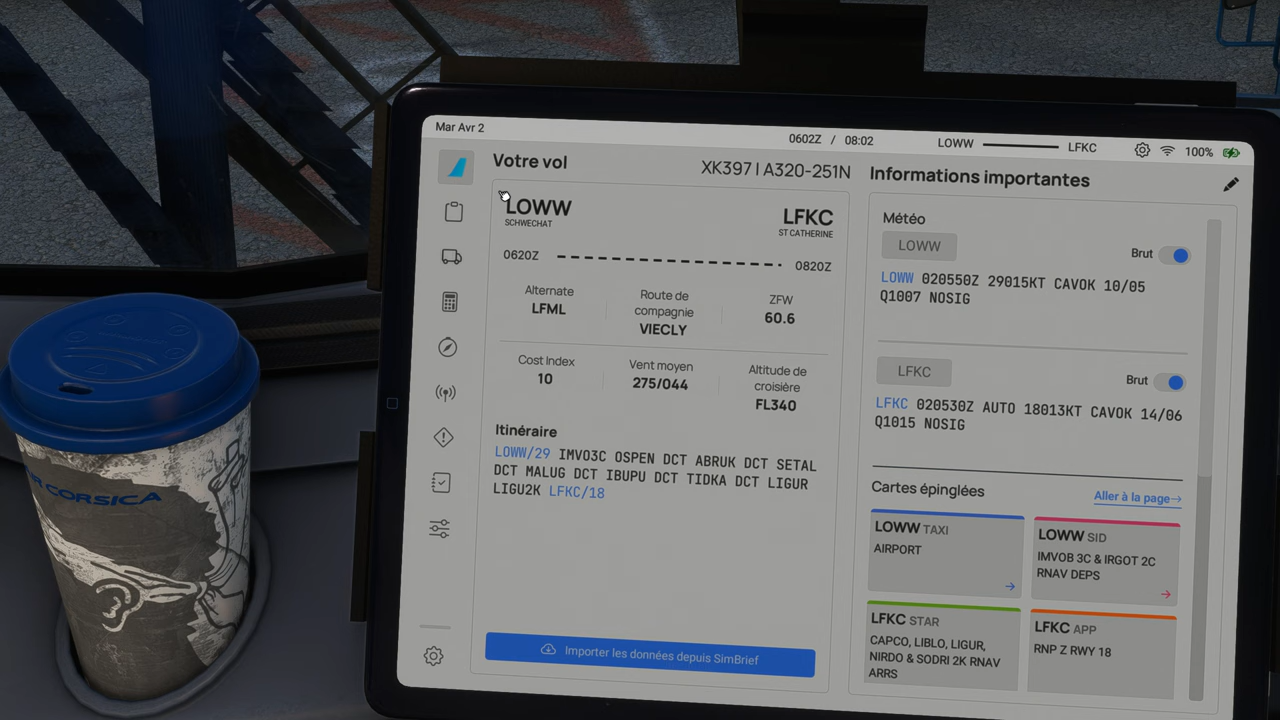 Mar Avr 2
0602Z / 08:02
LOWW LFKC
100%
Votre vol
XK397 | A320-251N
LOWW
SCHWECHAT
LFKC
ST CATHERINE
0620Z
0820Z
Alternate
LFML
Route de
compagnie
VIECLY
ZFW
60.6
Cost Index
10
Vent moyen
275/044
Altitude de
croisière
FL340
Itinéraire
LOWW/29 IMVO3C OSPEN DCT ABRUK DCT SETAL
DCT MALUG DCT IBUPU DCT TIDKA DCT LIGUR
LIGU2K LFKC/18
Importer les données depuis SimBrief
Informations importantes
Météo
LOWW
Brut
LOWW 020550Z 29015KT CAVOK 10/05
Q1007 NOSIG
LFKC
Brut
LFKC 020530Z AUTO 18013KT CAVOK 14/06
Q1015 NOSIG
Cartes épinglées
Aller à la page→
LOWW TAXI
AIRPORT
LOWW SID
IMVOB 3C & IRGOT 2C
RNAV DEPS
LFKC STAR
CAPCO, LIBLO, LIGUR,
NIRDO & SODRI 2K RNAV
ARRS
LFKC APP
RNP Z RWY 18
CORSICA